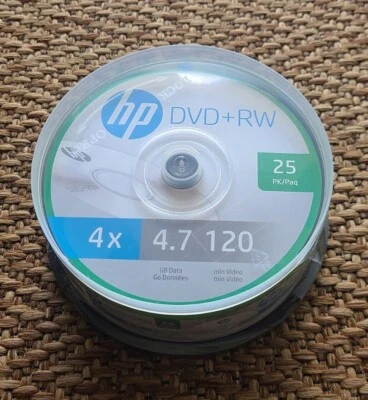 hp DVD+RW
25
PK/Paq
4x 4.7 120
GB Data min Video
Go Données min Vidéo